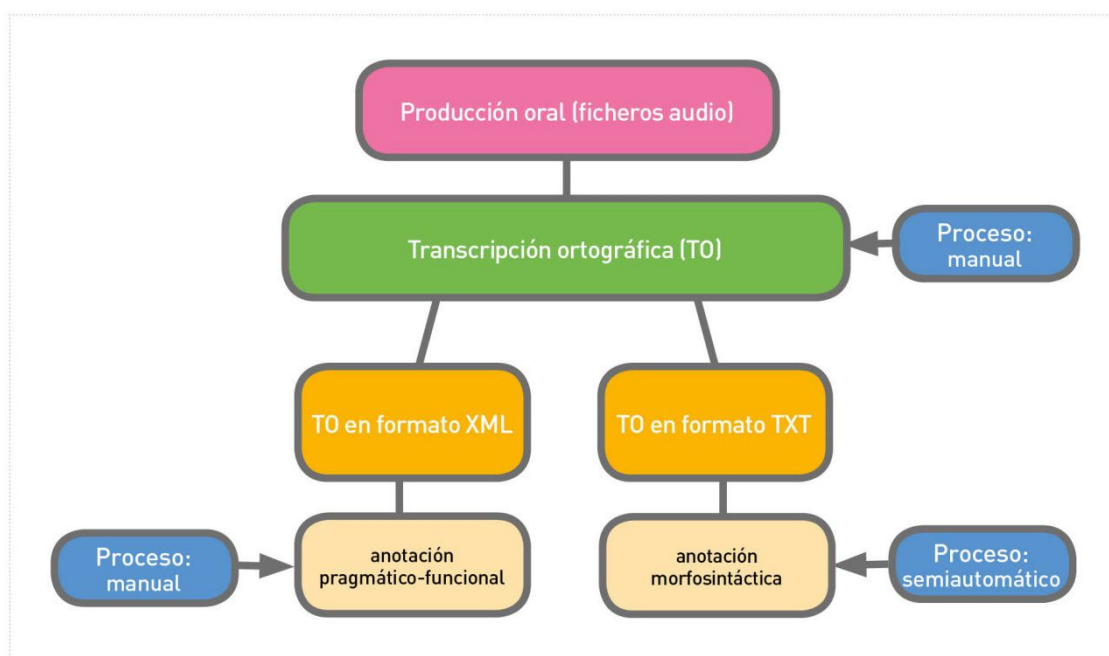 Producción oral (ficheros audio)
Transcripción ortográfica (TO)
Proceso:
manual
TO en formato XML
TO en formato TXT
Proceso:
manual
anotación
pragmático-funcional
anotación
morfosintáctica
Proceso:
semiautomático